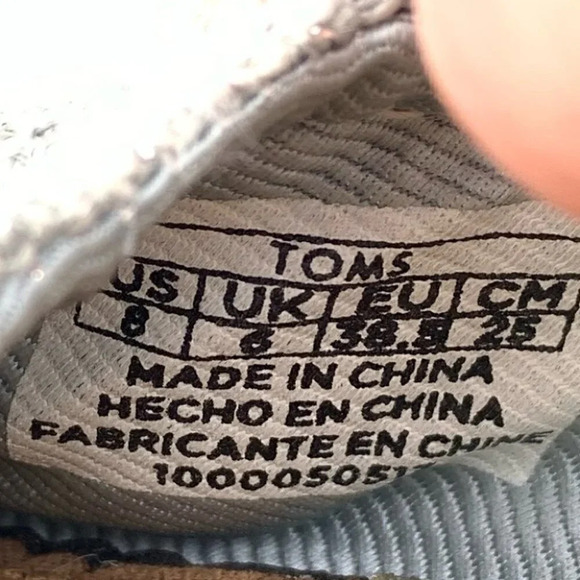 TOMS
US UK EU CM
8 6 38.5 25
MADE IN CHINA
HECHO EN CHINA
FABRICANTE EN CHINE